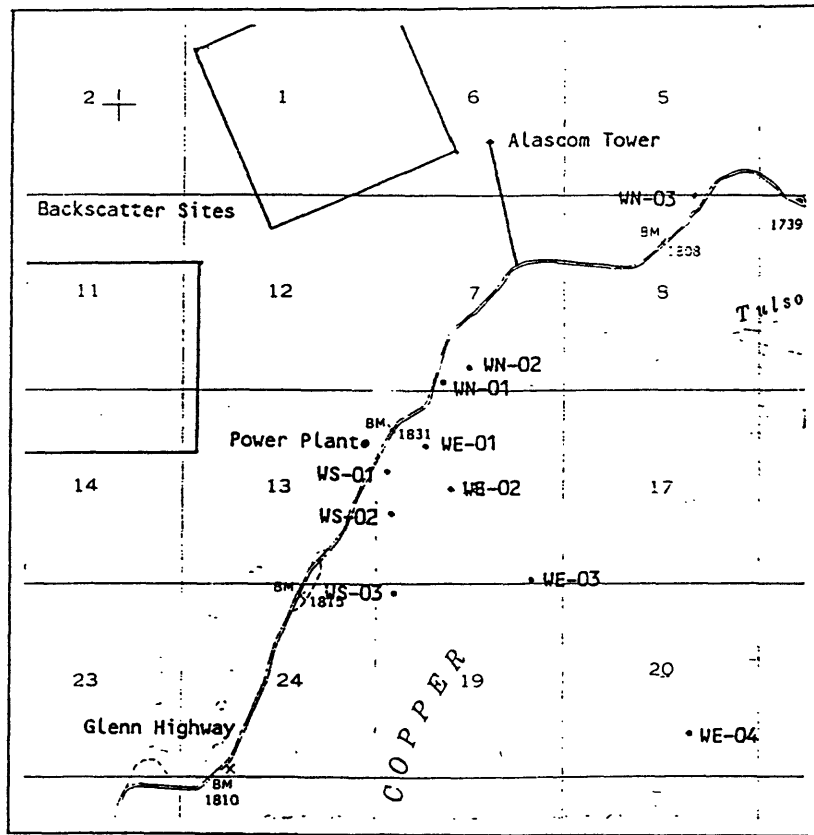 2 1 6 5
Alascom Tower
WN-03
Backscatter Sites
BM
1808
1739
11 12 7 8
Tulso
WN-02
WN-01
BM
1831
Power Plant
WE-01
WS-01
14 13 WE-02 17
WS-02
WE-03
BM
1815
WS-03
COPPER
23 24 19 20
Glenn Highway
WE-04
BM
1810